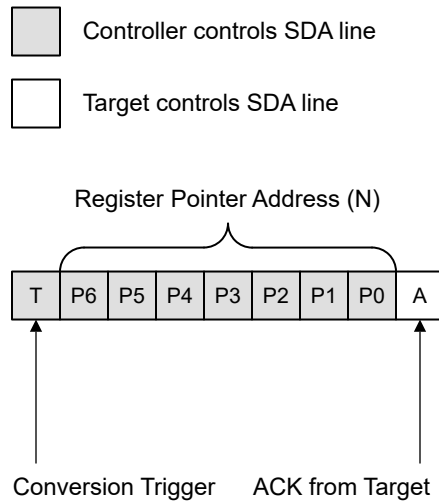 Controller controls SDA line
Target controls SDA line
Register Pointer Address (N)
T P6 P5 P4 P3 P2 P1 P0 A
Conversion Trigger ACK from Target